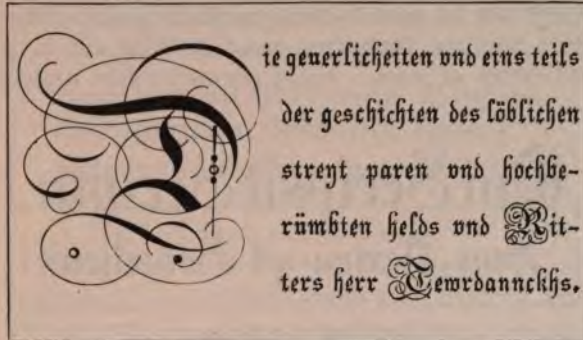 Die geuerlicheiten vnd eins teils
der geschichten des löblichen
streyt paren vnd hochbe-
rümbten helds vnd Rit-
ters herr Tewrdannckhs.